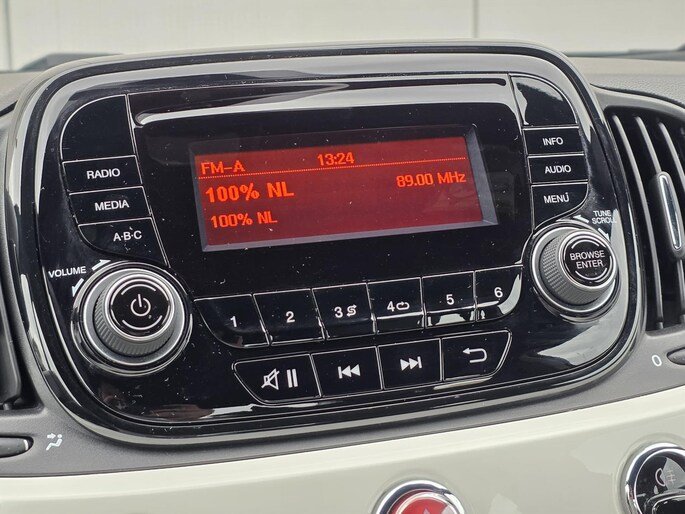 FM-A 13:24
100% NL 89.00 MHz
100% NL
RADIO
MEDIA
A·B·C
VOLUME
INFO
AUDIO
MENU
TUNE
SCROLL
BROWSE
ENTER
1 2 3 4 5 6
0